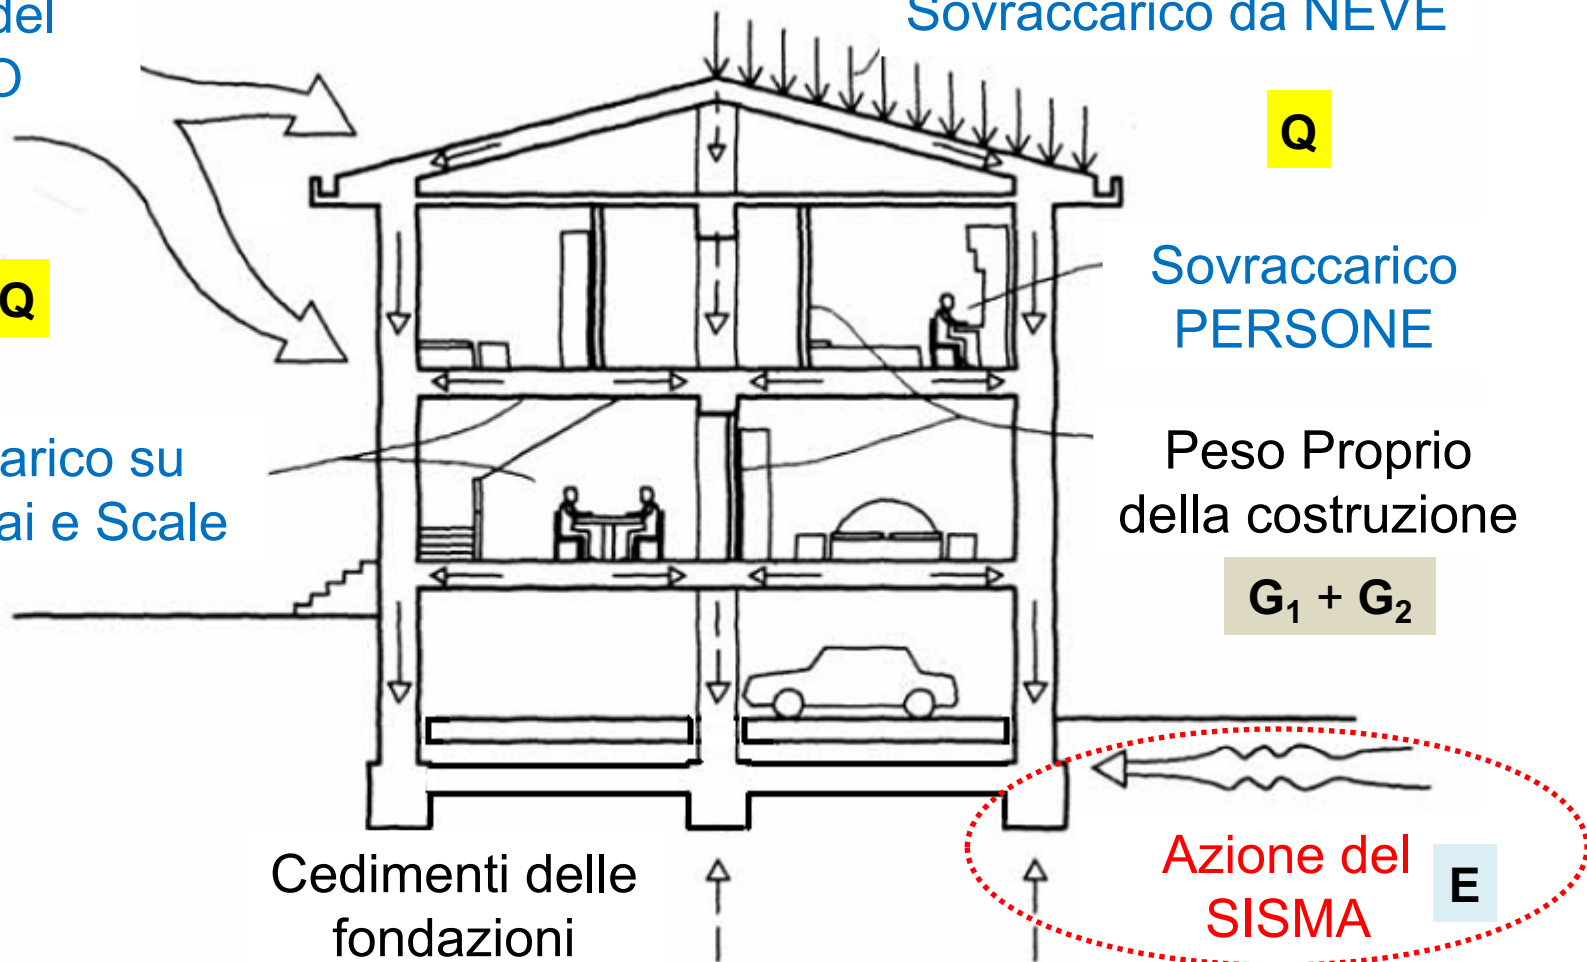 del
O
Sovraccarico da NEVE
Q
Q
Sovraccarico
PERSONE
arico su
ai e Scale
Peso Proprio
della costruzione
G₁ + G₂
Cedimenti delle
fondazioni
Azione del
SISMA
E